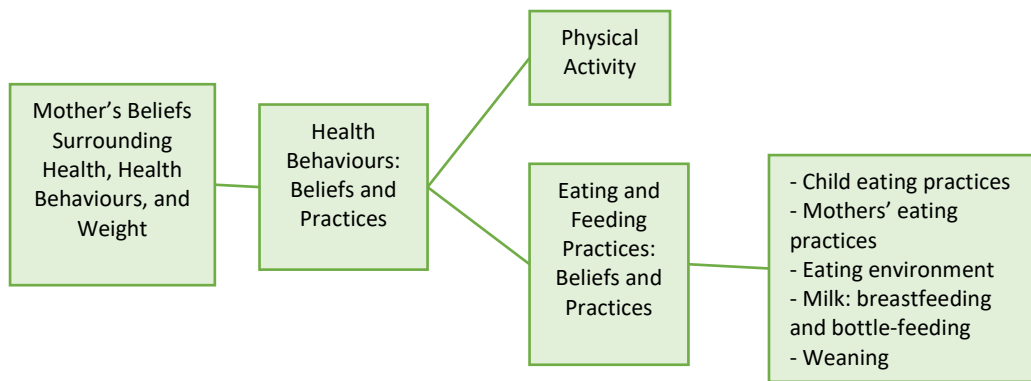 Mother’s Beliefs
Surrounding
Health, Health
Behaviours, and
Weight
Health
Behaviours:
Beliefs and
Practices
Physical
Activity
Eating and
Feeding
Practices:
Beliefs and
Practices
- Child eating practices
- Mothers’ eating
practices
- Eating environment
- Milk: breastfeeding
and bottle-feeding
- Weaning